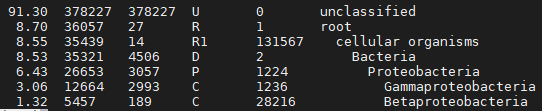 91.30 378227 378227 U 0 unclassified
8.70 36057 27 R 1 root
8.55 35439 14 R1 131567 cellular organisms
8.53 35321 4506 D 2 Bacteria
6.43 26653 3057 P 1224 Proteobacteria
3.06 12664 2993 C 1236 Gammaproteobacteria
1.32 5457 189 C 28216 Betaproteobacteria